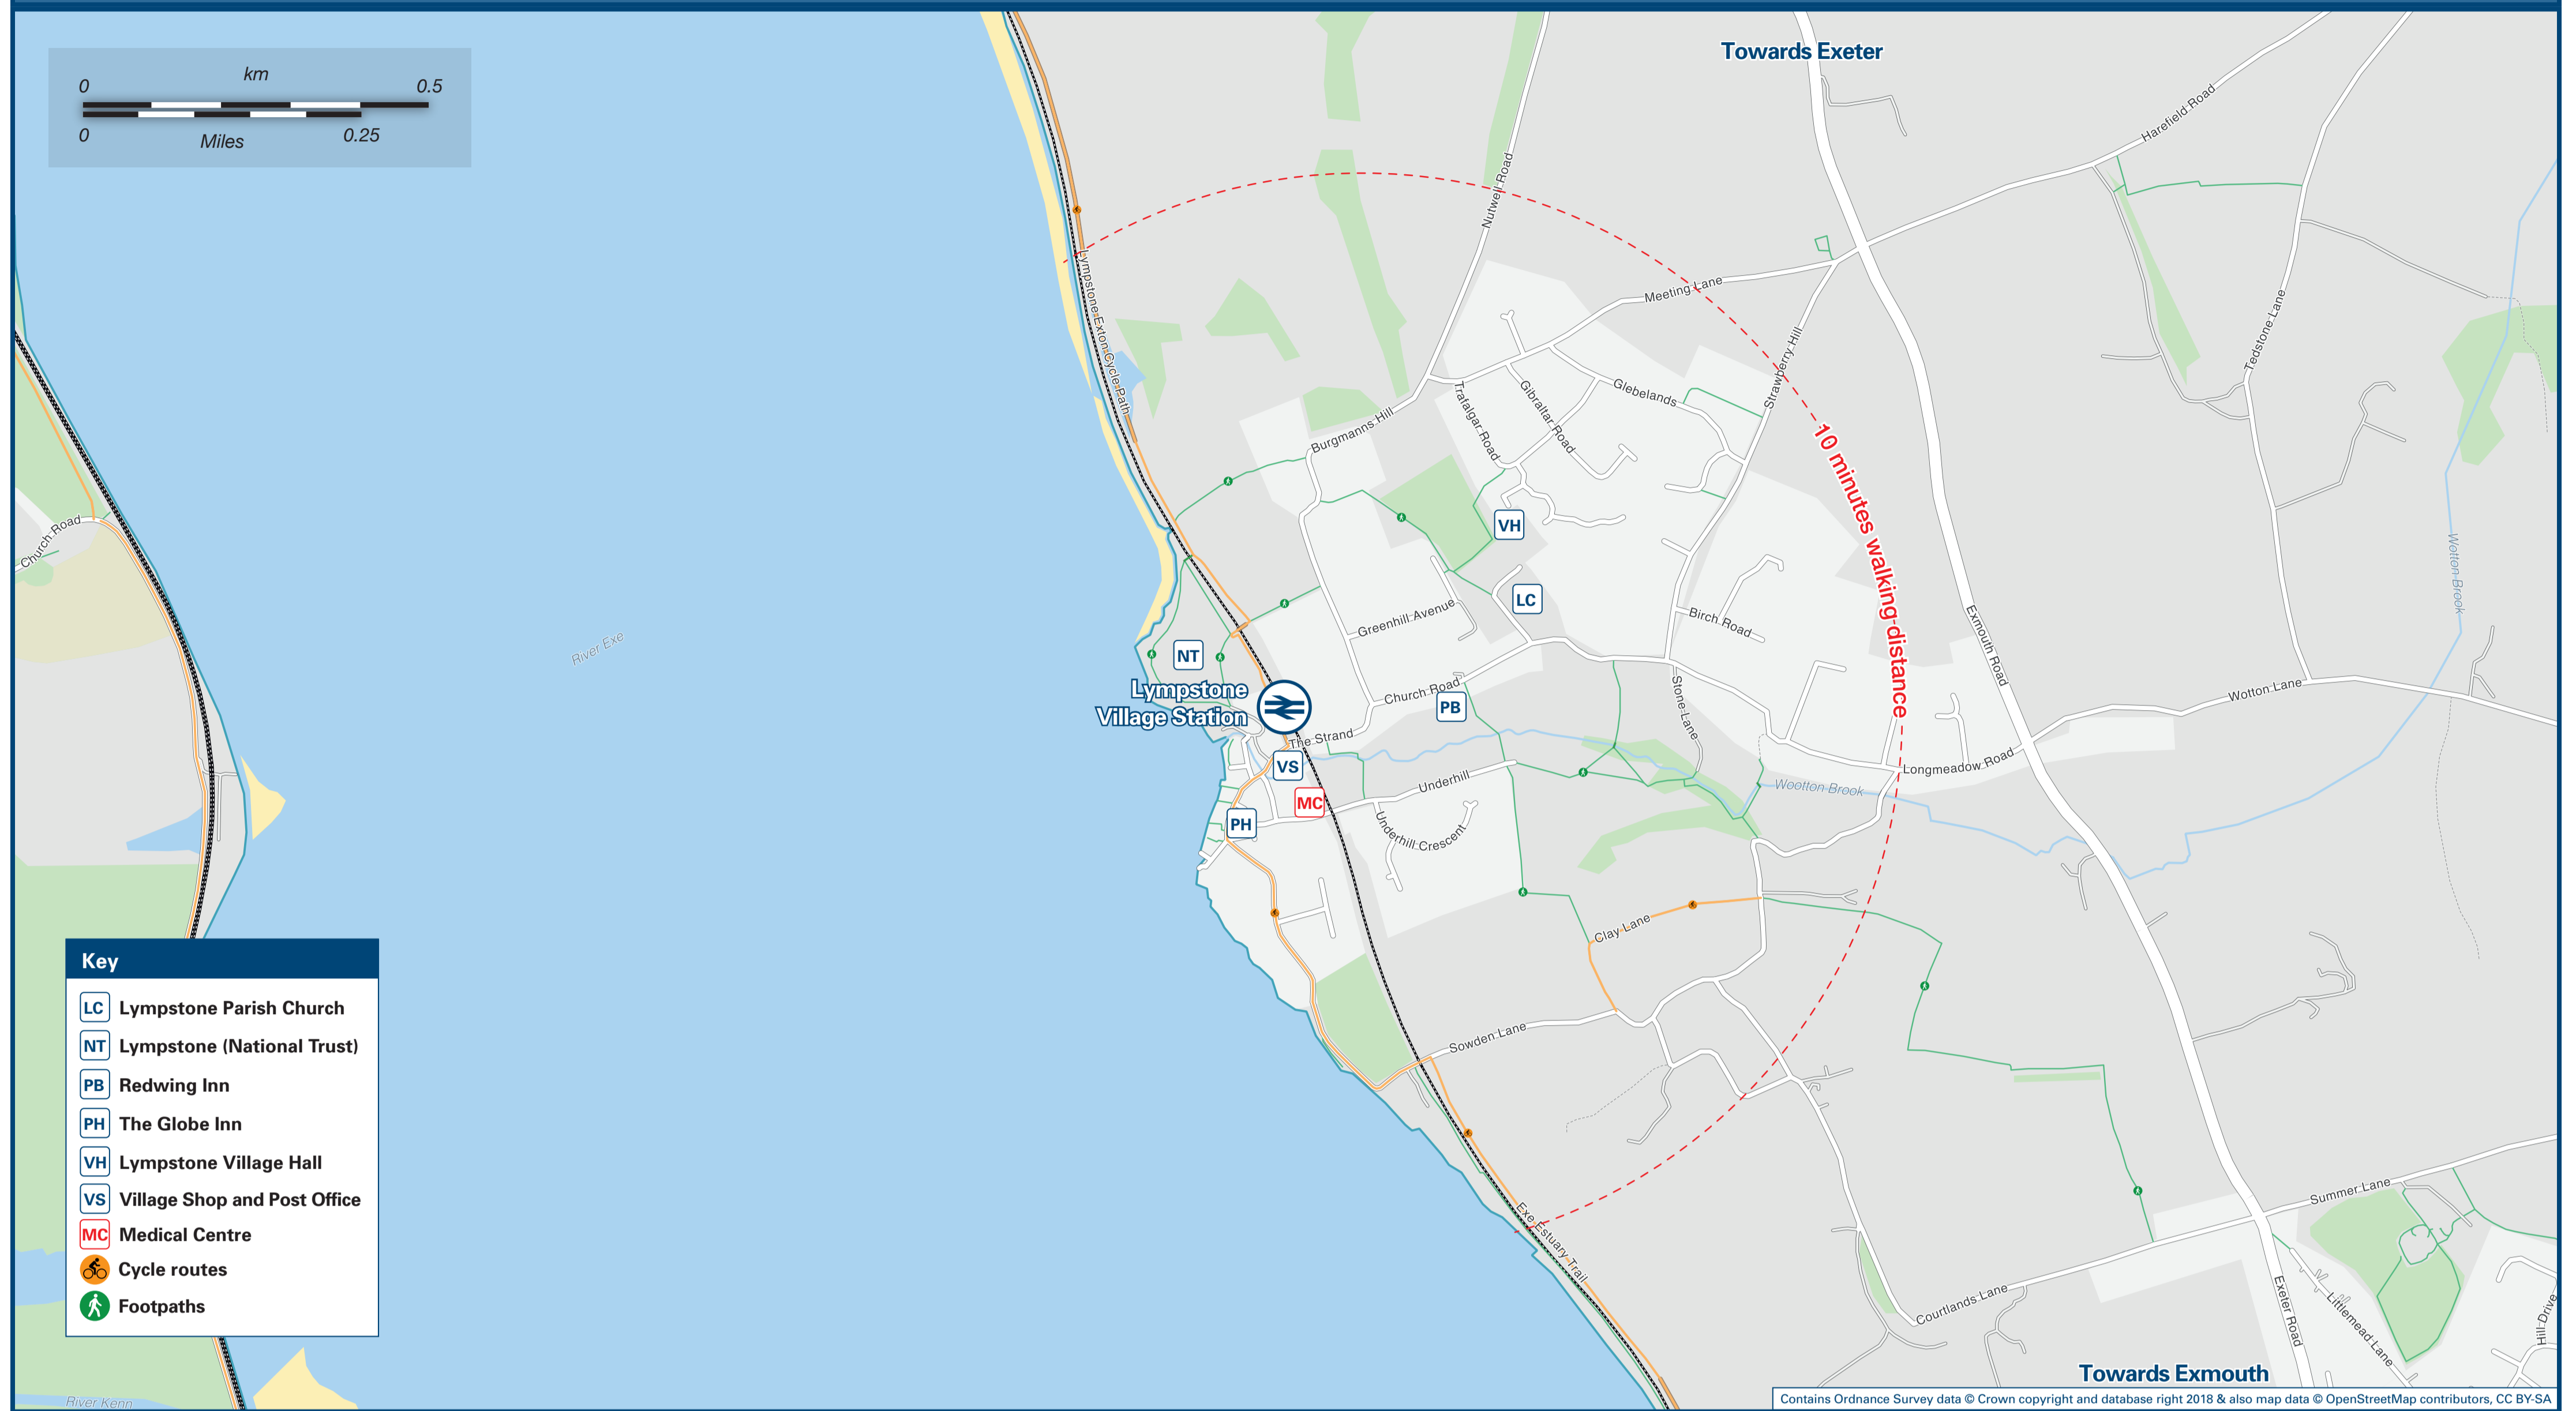 km
0
0.5
0
0.25
Miles
Towards Exeter
Harefield Road
Nutwell Road
Meeting Lane
Lympstone Exton Cycle Path
Strawberry Hill
Tedstone Lane
Glebelands
Trafalgar Road
Gibraltar Road
Burgmanns Hill
10 minutes walking distance
Church Road
VH
Wotton Brook
LC
Greenhill Avenue
Birch Road
Exmouth Road
River Exe
NT
Lympstone
Village Station
Church Road
PB
Stone Lane
Wotton Lane
The Strand
VS
Longmeadow Road
Underhill
Wootton Brook
MC
PH
Underhill Crescent
Clay Lane
Sowden Lane
Exe Estuary Trail
Summer Lane
Courtlands Lane
Exeter Road
Littlemead Lane
Hill Drive
Towards Exmouth
River Kenn
Key
LC Lympstone Parish Church
NT Lympstone (National Trust)
PB Redwing Inn
PH The Globe Inn
VH Lympstone Village Hall
VS Village Shop and Post Office
MC Medical Centre
Cycle routes
Footpaths
Contains Ordnance Survey data © Crown copyright and database right 2018 & also map data © OpenStreetMap contributors, CC BY-SA